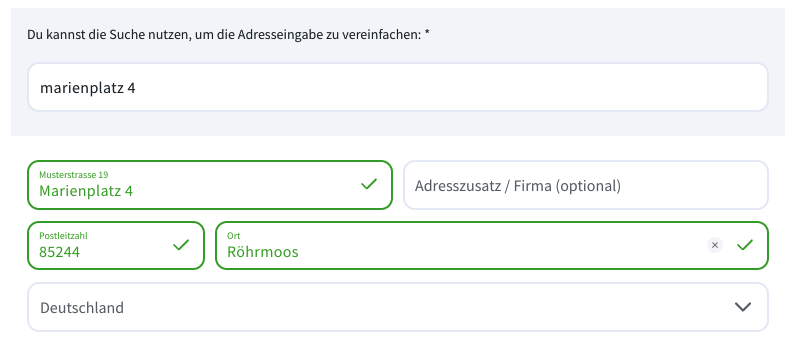 Du kannst die Suche nutzen, um die Adresseingabe zu vereinfachen: *
marienplatz 4
Musterstrasse 19
Marienplatz 4
Adresszusatz / Firma (optional)
Postleitzahl
85244
Ort
Röhrmoos
Deutschland